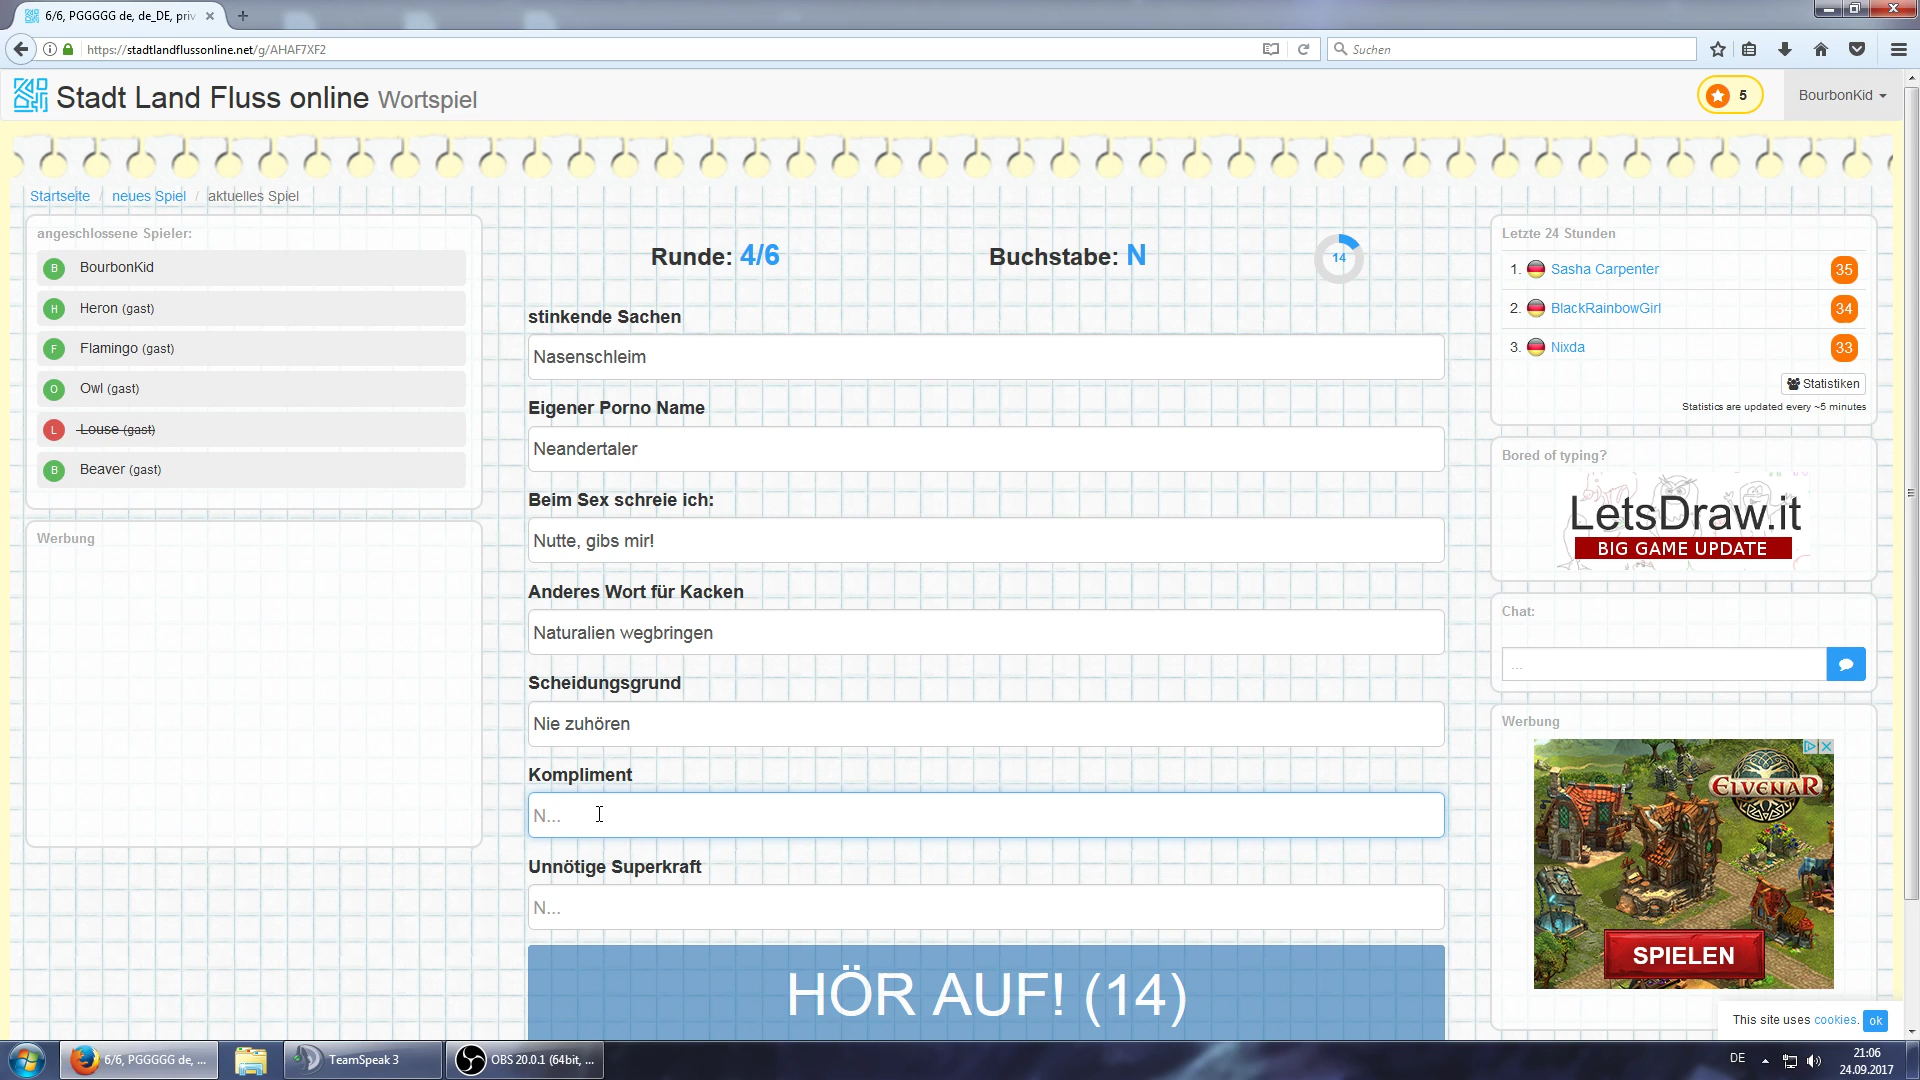 6/6, PGGGGG de, de_DE, priv
https://stadtlandflussonline.net/g/AHAF7XF2
Suchen
Stadt Land Fluss online Wortspiel
5
BourbonKid
Startseite / neues Spiel / aktuelles Spiel
angeschlossene Spieler:
B BourbonKid
H Heron (gast)
F Flamingo (gast)
O Owl (gast)
L Louse (gast)
B Beaver (gast)
Werbung
Runde: 4/6
Buchstabe: N
14
stinkende Sachen
Nasenschleim
Eigener Porno Name
Neandertaler
Beim Sex schreie ich:
Nutte, gibs mir!
Anderes Wort für Kacken
Naturalien wegbringen
Scheidungsgrund
Nie zuhören
Kompliment
N...
Unnötige Superkraft
N...
HÖR AUF! (14)
Letzte 24 Stunden
1. Sasha Carpenter 35
2. BlackRainbowGirl 34
3. Nixda 33
Statistiken
Statistics are updated every ~5 minutes
Bored of typing?
LetsDraw.it
BIG GAME UPDATE
Chat:
...
Werbung
ELVENAR
SPIELEN
This site uses cookies. ok
6/6, PGGGGG de, ...
TeamSpeak 3
OBS 20.0.1 (64bit, ...
DE
21:06
24.09.2017